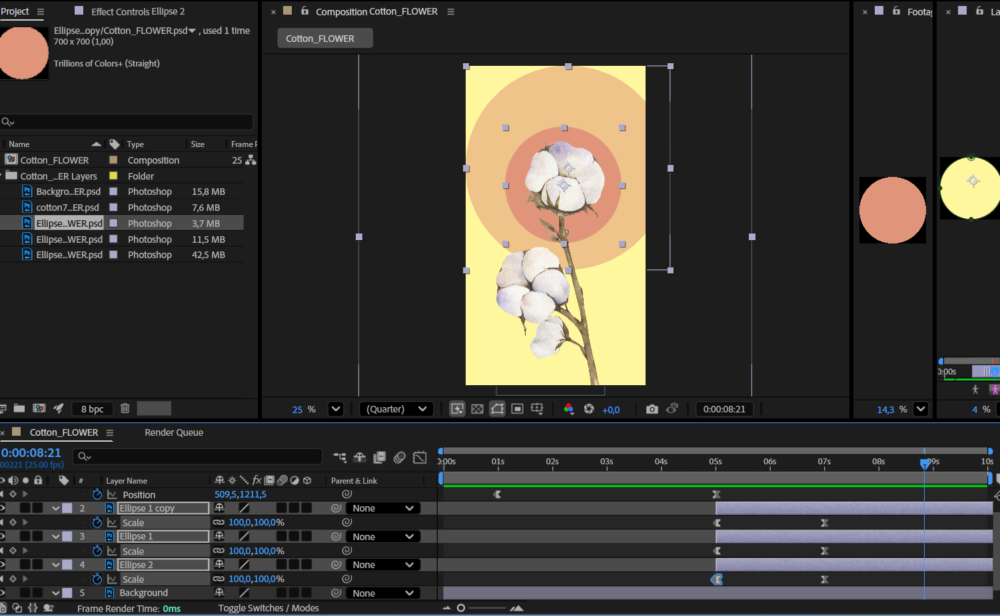 Project
Effect Controls Ellipse 2
Ellipse...opy/Cotton_FLOWER.psd , used 1 time
700 x 700 (1,00)
Trillions of Colors+ (Straight)
Name Type Size Frame F
Cotton_FLOWER Composition 25
Cotton_...ER Layers Folder
Backgro...ER.psd Photoshop 15,8 MB
cotton7...ER.psd Photoshop 7,6 MB
Ellipse...WER.psd Photoshop 3,7 MB
Ellipse...WER.psd Photoshop 11,5 MB
Ellipse...WER.psd Photoshop 42,5 MB
8 bpc
Composition Cotton_FLOWER
Cotton_FLOWER
25 % (Quarter) +0,0 0:00:08:21
Footag
14,3 %
La
0:00s
4 %
Cotton_FLOWER
Render Queue
0:00:08:21
00221 (25.00 fps)
0:00s 01s 02s 03s 04s 05s 06s 07s 08s 09s 10s
# Layer Name fx Parent & Link
Position 509,5,1211,5
2 Ps Ellipse 1 copy None
Scale 100,0,100,0%
3 Ps Ellipse 1 None
Scale 100,0,100,0%
4 Ps Ellipse 2 None
Scale 100,0,100,0%
5 Ps Background None
Frame Render Time: 0ms Toggle Switches / Modes